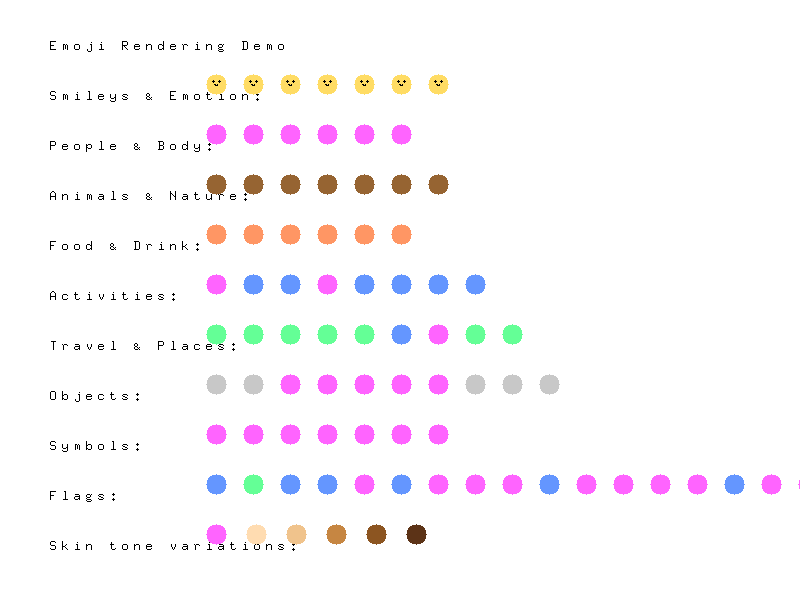 Emoji Rendering Demo
Smileys & Emotion:
People & Body:
Animals & Nature:
Food & Drink:
Activities:
Travel & Places:
Objects:
Symbols:
Flags:
Skin tone variations: